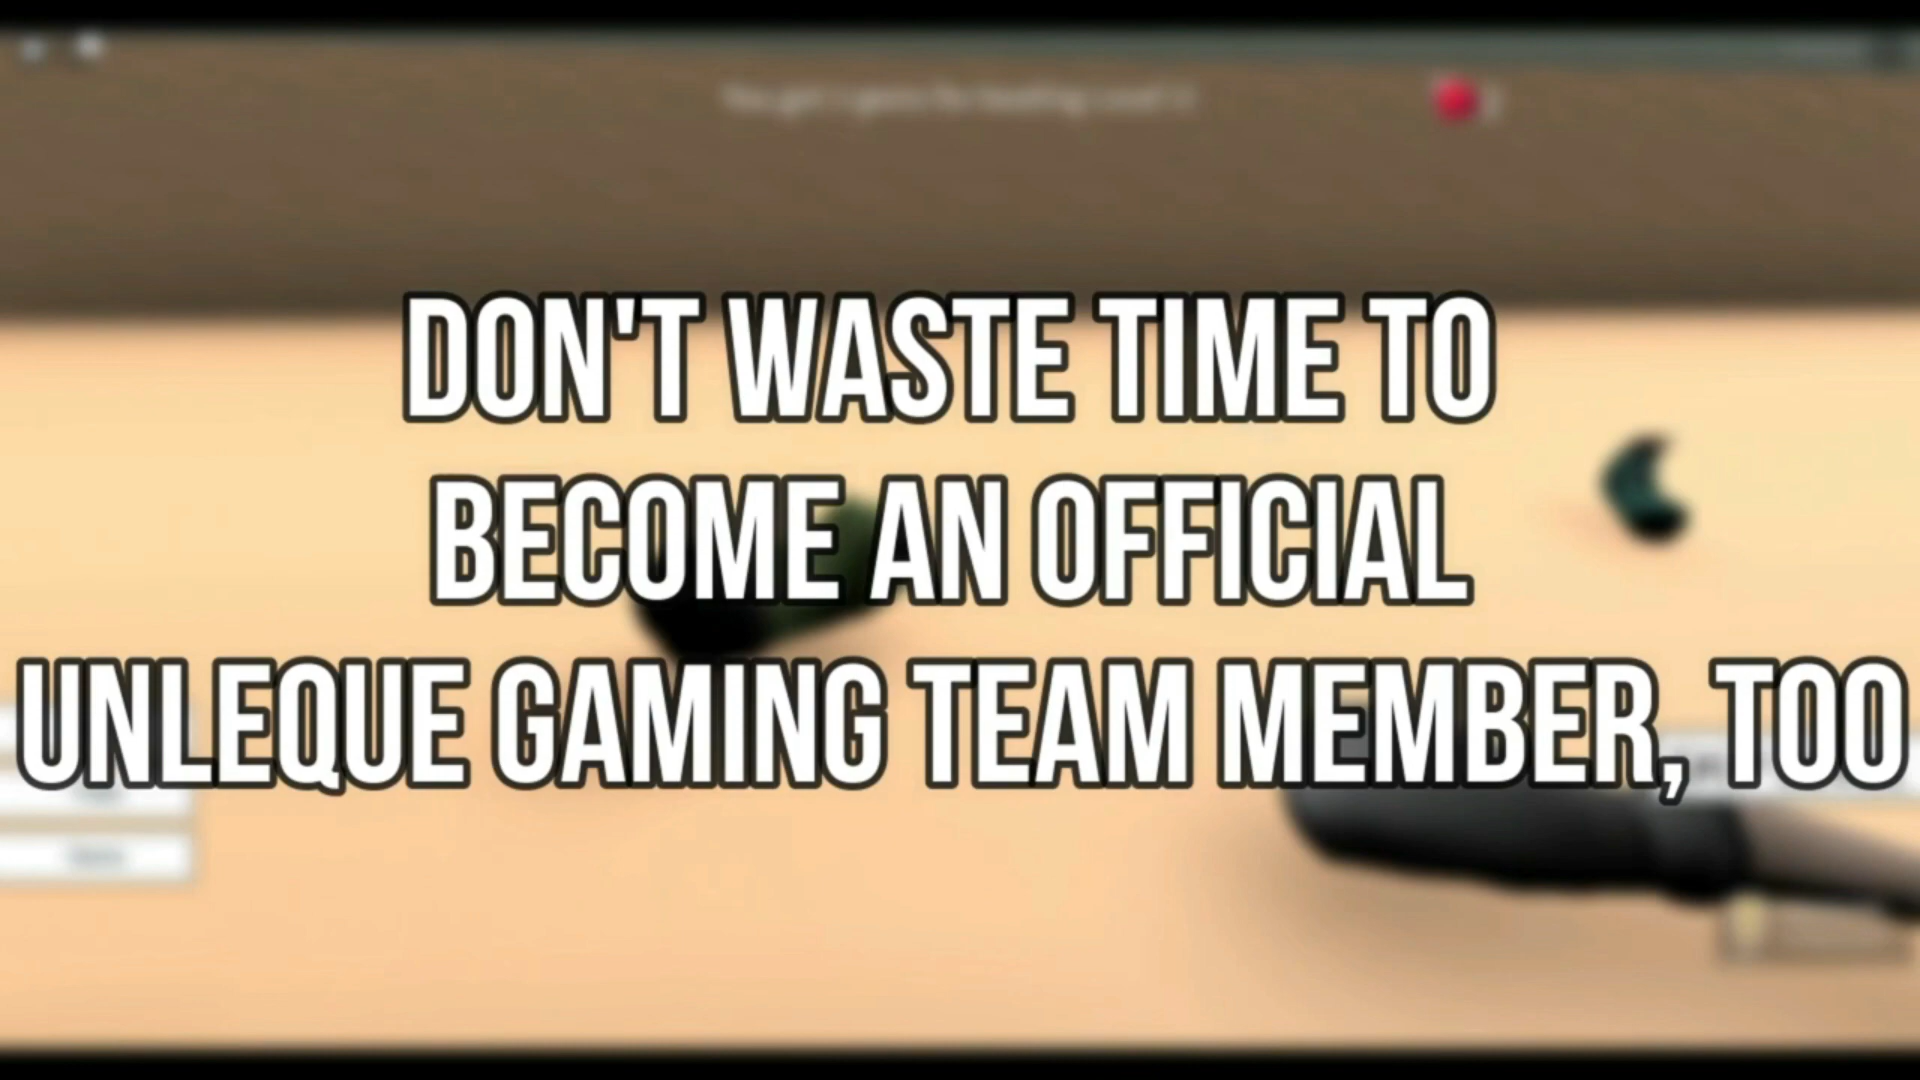 DON'T WASTE TIME TO
BECOME AN OFFICIAL
UNLEQUE GAMING TEAM MEMBER, TOO